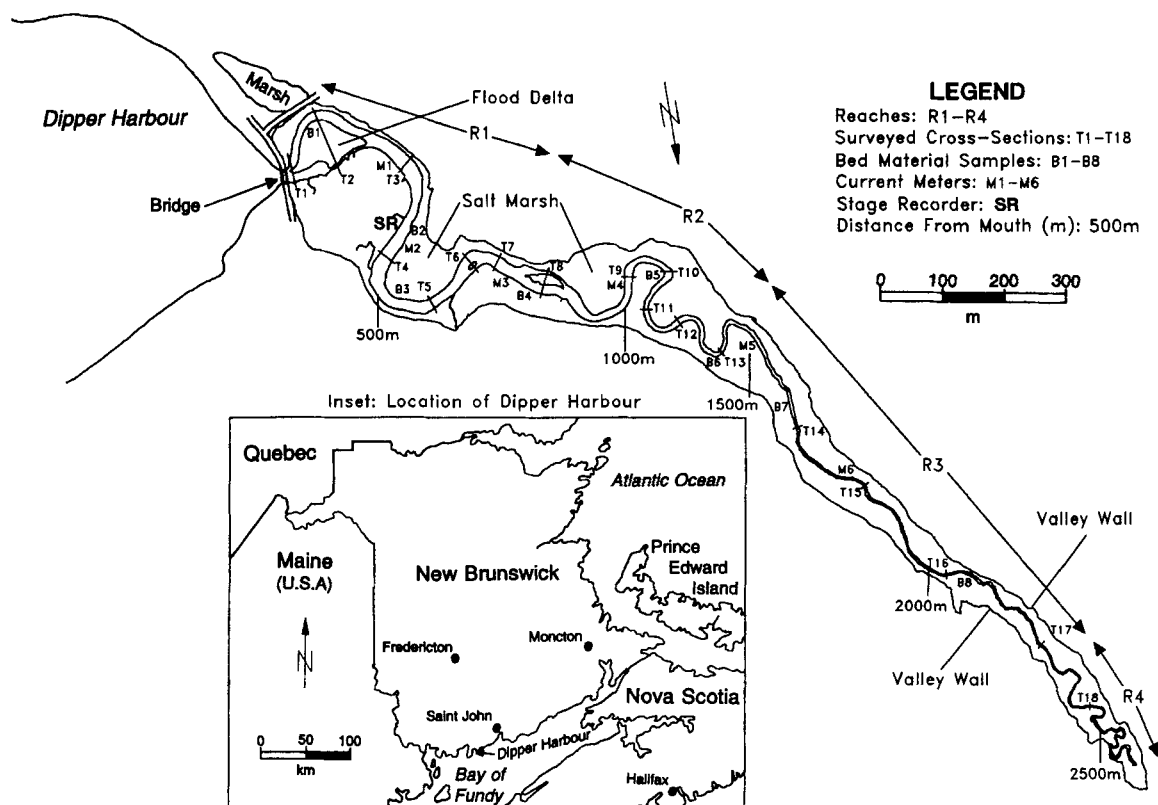 Dipper Harbour
Marsh
Flood Delta
Bridge
B1
T1
T2
M1
T3
R1
SR
B2
M2
T4
B3
T5
500m
Salt Marsh
T6
T7
M3
B4
T8
R2
T9
M4
B5
T10
1000m
T11
T12
B6
T13
M5
1500m
B7
T14
M6
T15
R3
Valley Wall
T16
B8
2000m
T17
Valley Wall
T18
R4
2500m
N
LEGEND
Reaches: R1-R4
Surveyed Cross-Sections: T1-T18
Bed Material Samples: B1-B8
Current Meters: M1-M6
Stage Recorder: SR
Distance From Mouth (m): 500m
0 100 200 300
m
Inset: Location of Dipper Harbour
Quebec
Atlantic Ocean
Maine
(U.S.A)
New Brunswick
Prince
Edward
Island
N
Fredericton
Moncton
Nova Scotia
Saint John
Dipper Harbour
0 50 100
km
Bay of
Fundy
Halifax